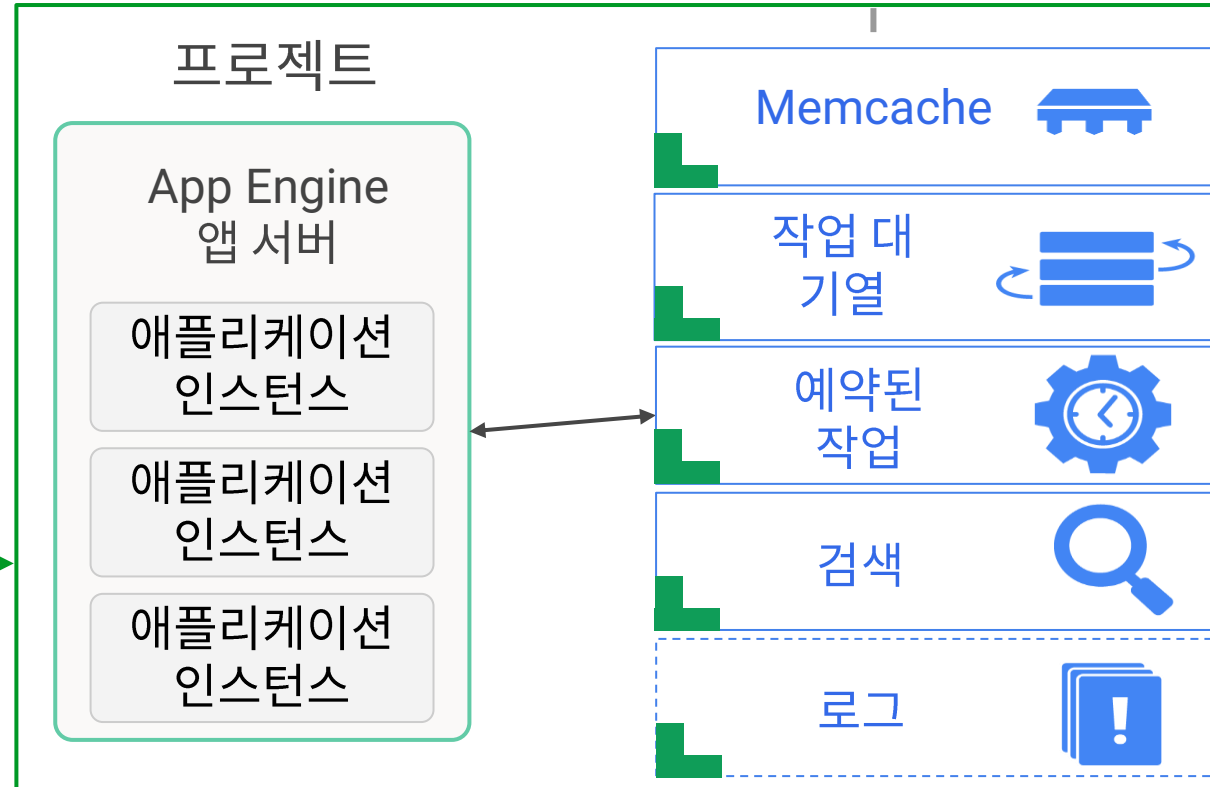 프로젝트
App Engine
앱 서버
애플리케이션
인스턴스
애플리케이션
인스턴스
애플리케이션
인스턴스
Memcache
작업 대
기열
예약된
작업
검색
로그